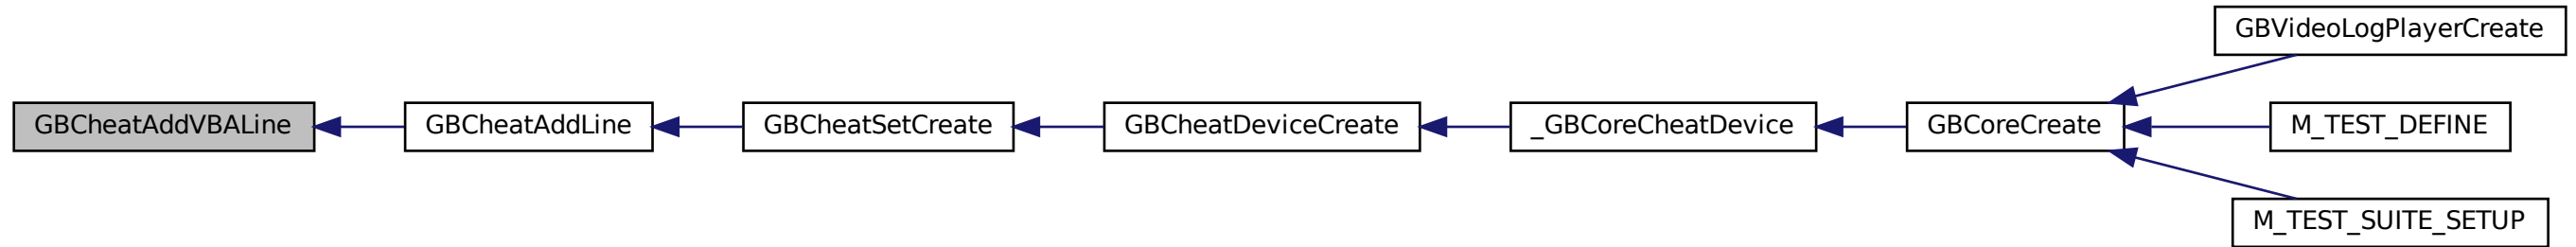 GBVideoLogPlayerCreate
GBCheatAddVBALine
GBCheatAddLine
GBCheatSetCreate
GBCheatDeviceCreate
_GBCoreCheatDevice
GBCoreCreate
M_TEST_DEFINE
M_TEST_SUITE_SETUP